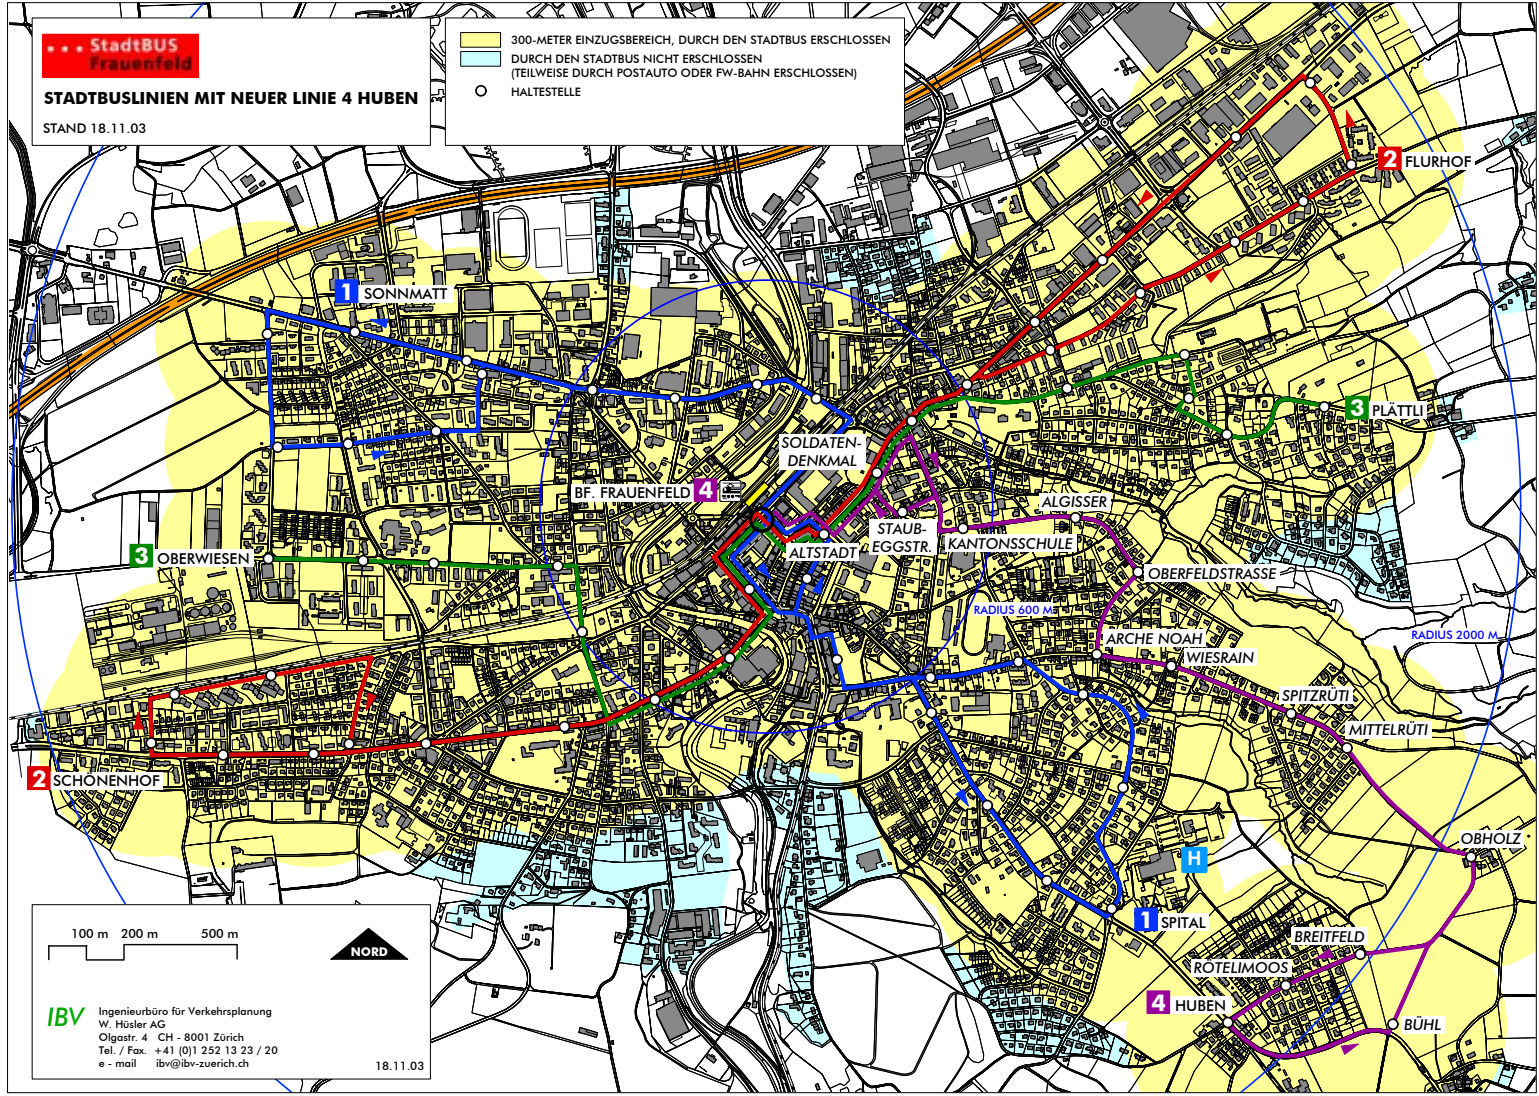 StadtBUS
Frauenfeld
STADTBUSLINIEN MIT NEUER LINIE 4 HUBEN
STAND 18.11.03
300-METER EINZUGSBEREICH, DURCH DEN STADTBUS ERSCHLOSSEN
DURCH DEN STADTBUS NICHT ERSCHLOSSEN
(TEILWEISE DURCH POSTAUTO ODER FW-BAHN ERSCHLOSSEN)
HALTESTELLE
2 FLURHOF
1 SONNMATT
3 PLÄTTLI
SOLDATEN-
DENKMAL
BF. FRAUENFELD 4
ALGISSER
STAUB-
EGGSTR.
KANTONSSCHULE
ALTSTADT
3 OBERWIESEN
OBERFELDSTRASSE
RADIUS 600 M
RADIUS 2000 M
ARCHE NOAH
WIESRAIN
SPITZRÜTI
MITTELRÜTI
2 SCHÖNENHOF
OBHOLZ
H
1 SPITAL
BREITFELD
ROTELIMOOS
4 HUBEN
BÜHL
100 m 200 m 500 m
NORD
IBV
Ingenieurbüro für Verkehrsplanung
W. Hüsler AG
Olgastr. 4 CH - 8001 Zürich
Tel. / Fax. +41 (0)1 252 13 23 / 20
e - mail ibv@ibv-zuerich.ch
18.11.03